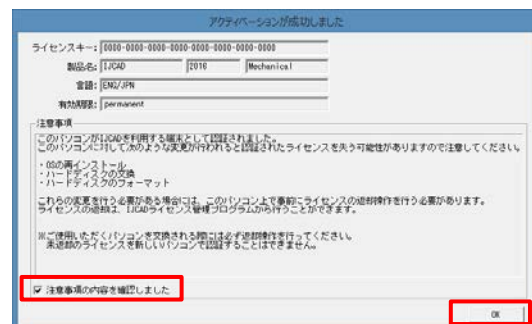 アクティベーションが成功しました
ライセンスキー: 0000-0000-0000-0000-0000-0000-0000-0000
製品名: IJCAD 2016 Mechanical
言語: ENG/JPN
有効期限: permanent
注意事項
このパソコンがIJCADを利用する端末として認証されました。
このパソコンに対して次のような変更が行われると認証されたライセンスを失う可能性がありますので注意してください。
・OSの再インストール
・ハードディスクの交換
・ハードディスクのフォーマット
これらの変更を行う必要がある場合には、このパソコン上で事前にライセンスの返却操作を行う必要があります。
ライセンスの返却は、IJCADライセンス管理プログラムから行うことができます。
※ご使用いただくパソコンを交換される際には必ず返却操作を行ってください。
未返却のライセンスを新しいパソコンで認証することはできません。
注意事項の内容を確認しました
OK